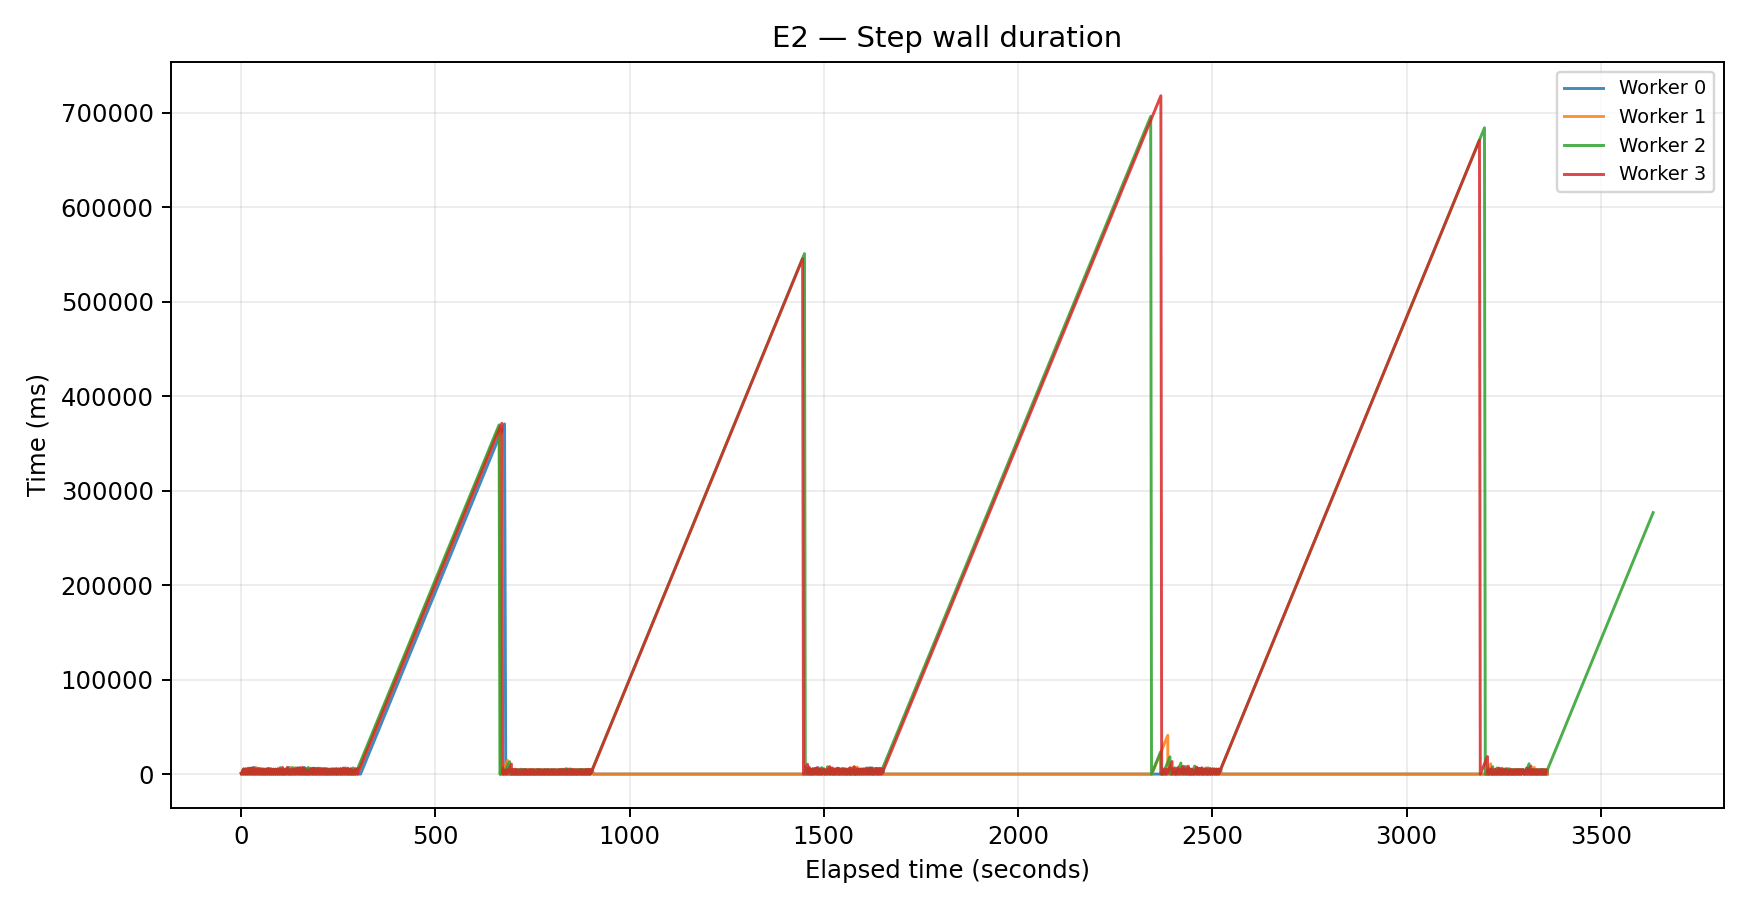 E2 — Step wall duration
Time (ms)
700000
600000
500000
400000
300000
200000
100000
0
0 500 1000 1500 2000 2500 3000 3500
Elapsed time (seconds)
Worker 0
Worker 1
Worker 2
Worker 3